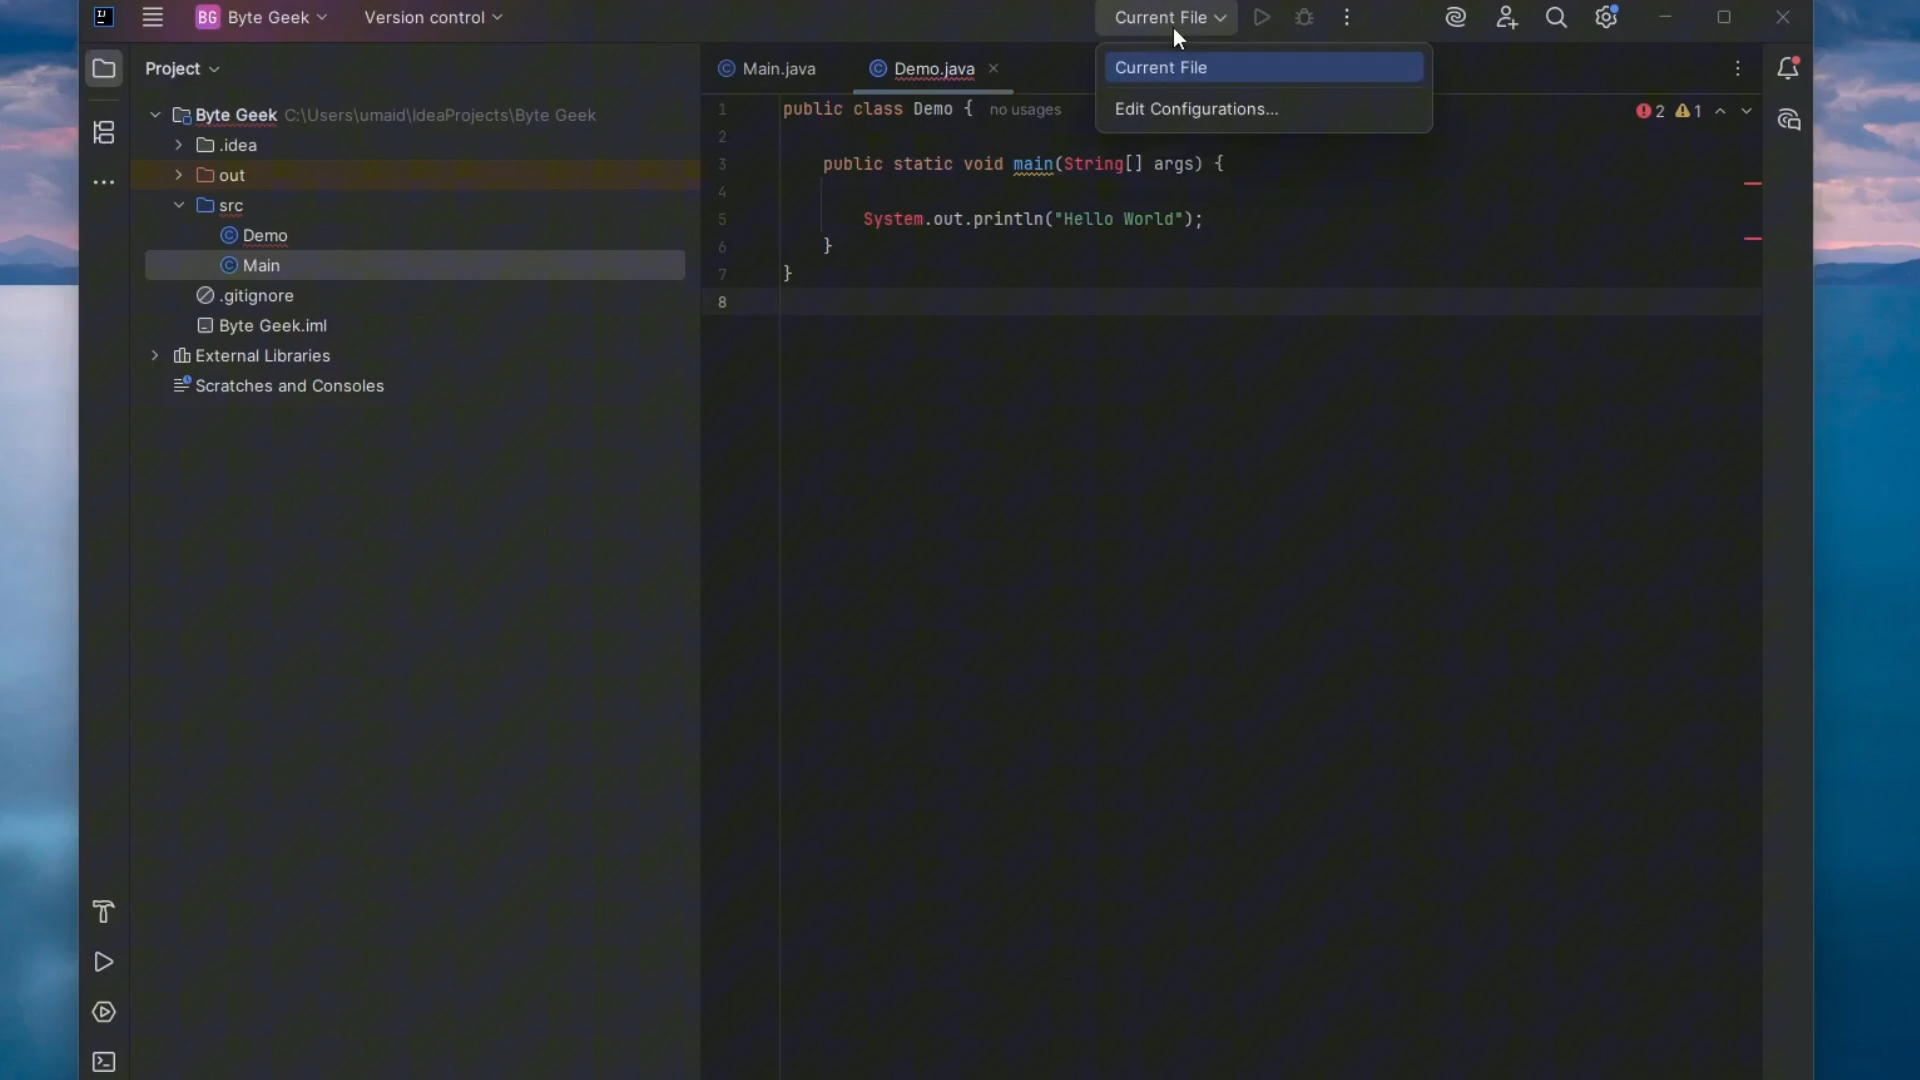 IJ
BG Byte Geek
Version control
Current File
Project
Main.java
Demo.java
Current File
Edit Configurations...
Byte Geek C:\Users\umaid\IdeaProjects\Byte Geek
.idea
out
src
Demo
Main
.gitignore
Byte Geek.iml
External Libraries
Scratches and Consoles
1 public class Demo { no usages
2 1
2
3 public static void main(String[] args) {
4
5 System.out.println("Hello World");
6 }
7 }
8